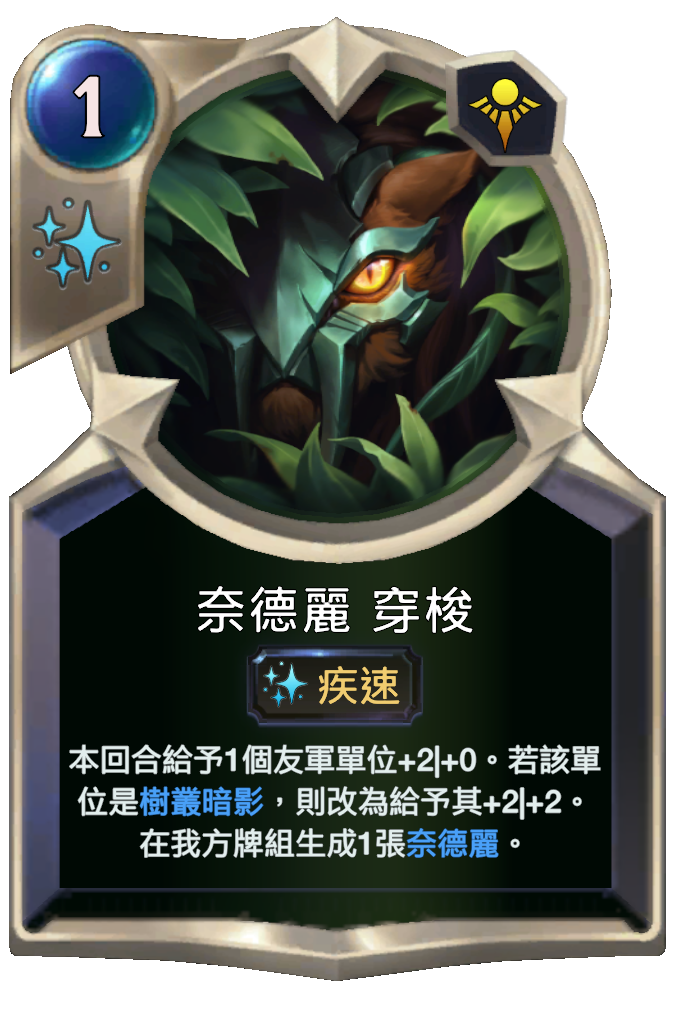 1
奈德麗 穿梭
疾速
本回合給予1個友軍單位+2|+0。若該單
位是樹叢暗影，則改為給予其+2|+2。
在我方牌組生成1張奈德麗。